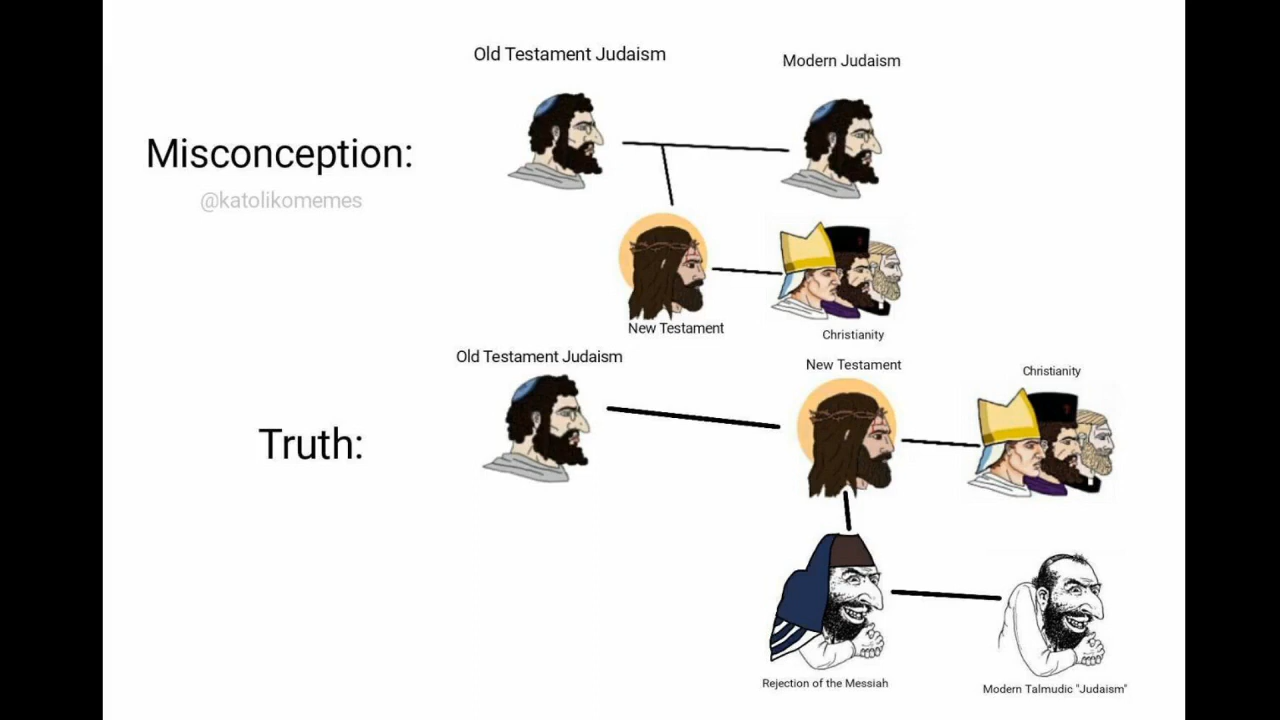 Old Testament Judaism
Modern Judaism
Misconception:
@katolikomemes
New Testament
Christianity
Old Testament Judaism
New Testament
Christianity
Truth:
Rejection of the Messiah
Modern Talmudic "Judaism"